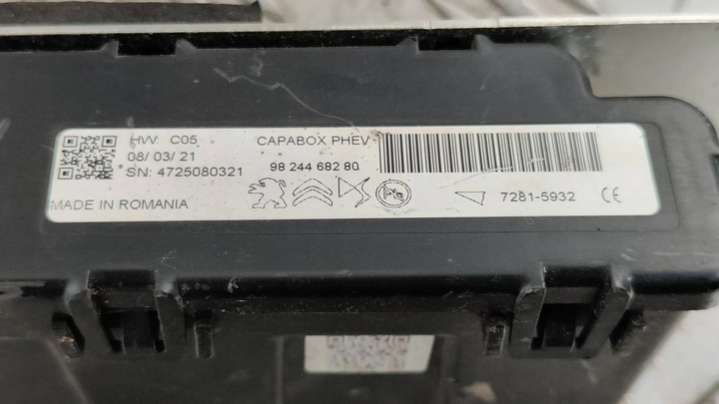 HW C05
08/ 03/ 21
SN: 4725080321
MADE IN ROMANIA
CAPABOX PHEV
98 244 682 80
7281-5932 CE